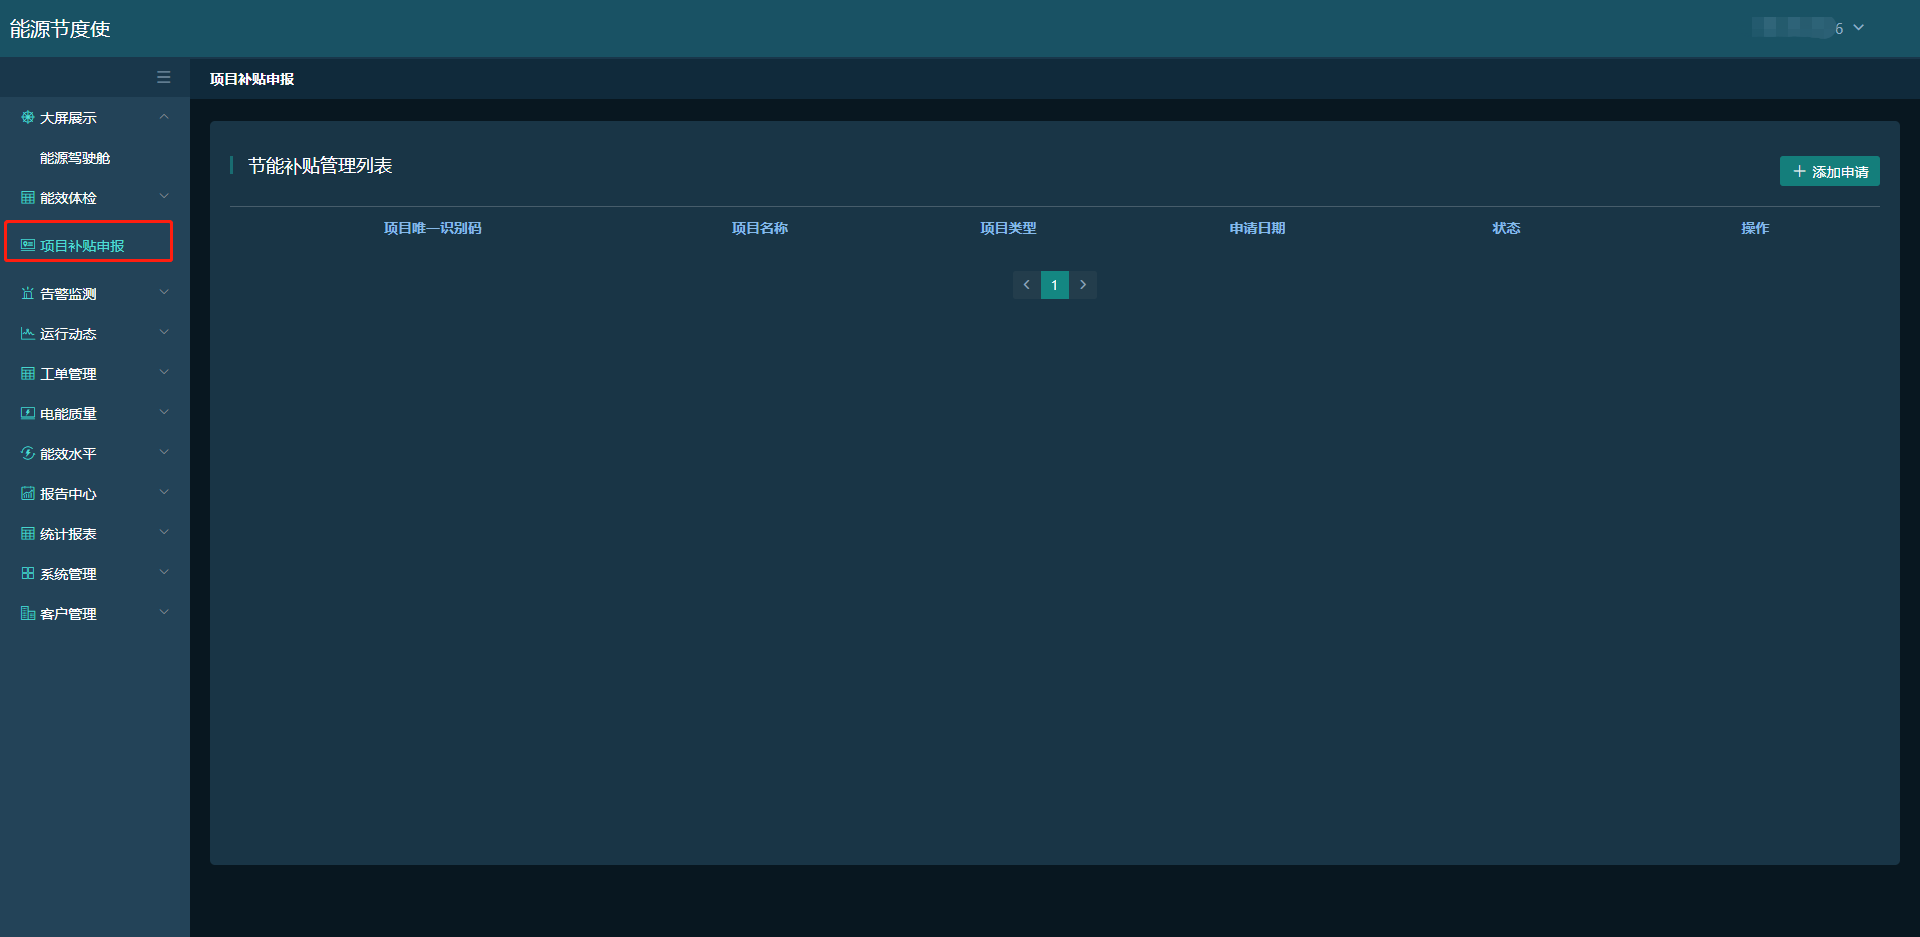 能源节度使
6
项目补贴申报
大屏展示
能源驾驶舱
能效体检
项目补贴申报
告警监测
运行动态
工单管理
电能质量
能效水平
报告中心
统计报表
系统管理
客户管理
节能补贴管理列表
添加申请
项目唯一识别码 项目名称 项目类型 申请日期 状态 操作
1